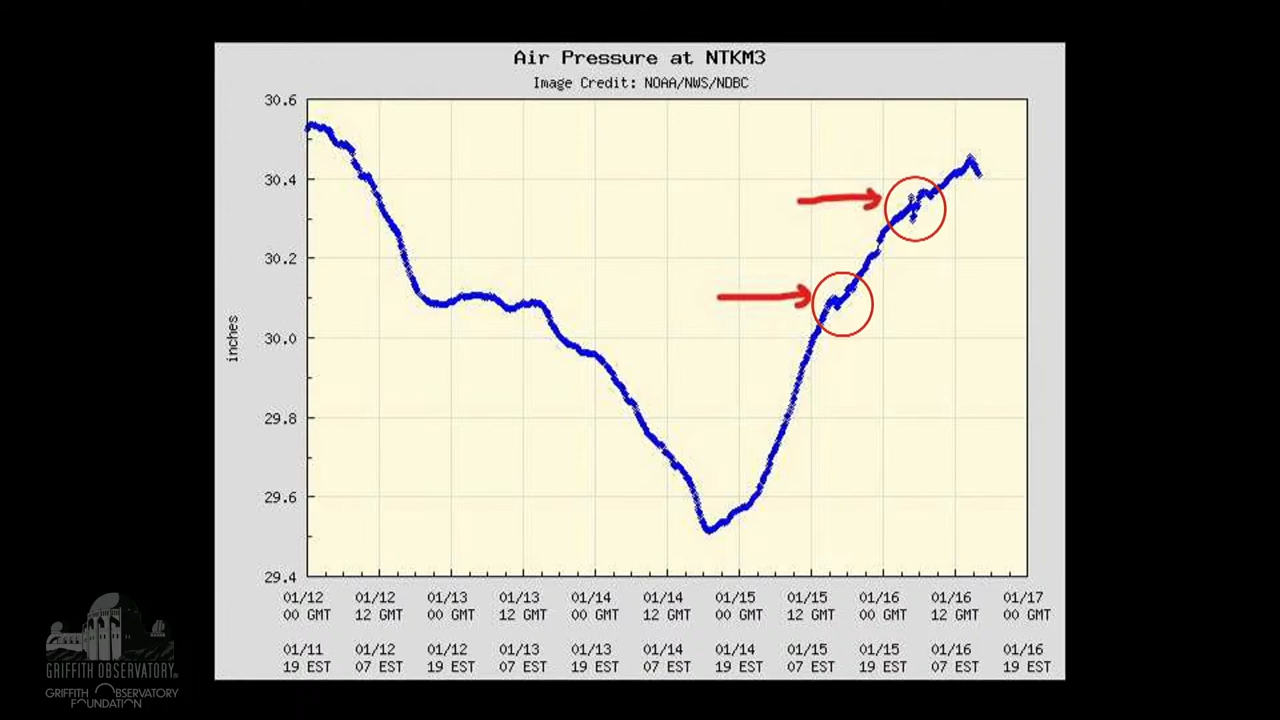 Air Pressure at NTKM3
Image Credit: NOAA/NWS/NDBC
30.6
30.4
30.2
30.0
29.8
29.6
29.4
inches
01/12 01/12 01/13 01/13 01/14 01/14 01/15 01/15 01/16 01/16 01/17
00 GMT 12 GMT 00 GMT 12 GMT 00 GMT 12 GMT 00 GMT 12 GMT 00 GMT 12 GMT 00 GMT
01/11 01/12 01/12 01/13 01/13 01/14 01/14 01/15 01/15 01/16 01/16
19 EST 07 EST 19 EST 07 EST 19 EST 07 EST 19 EST 07 EST 19 EST 07 EST 19 EST
GRIFFITH OBSERVATORY
GRIFFITH OBSERVATORY
FOUNDATION